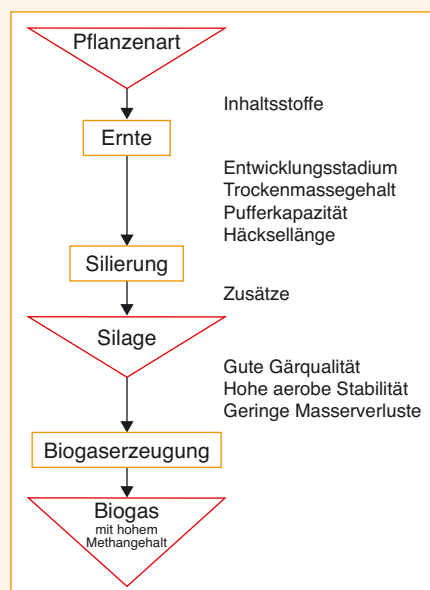 Pflanzenart
Inhaltsstoffe
Ernte
Entwicklungsstadium
Trockenmassegehalt
Pufferkapazität
Häcksellänge
Silierung
Zusätze
Silage
Gute Gärqualität
Hohe aerobe Stabilität
Geringe Masserverluste
Biogaserzeugung
Biogas
mit hohem
Methangehalt